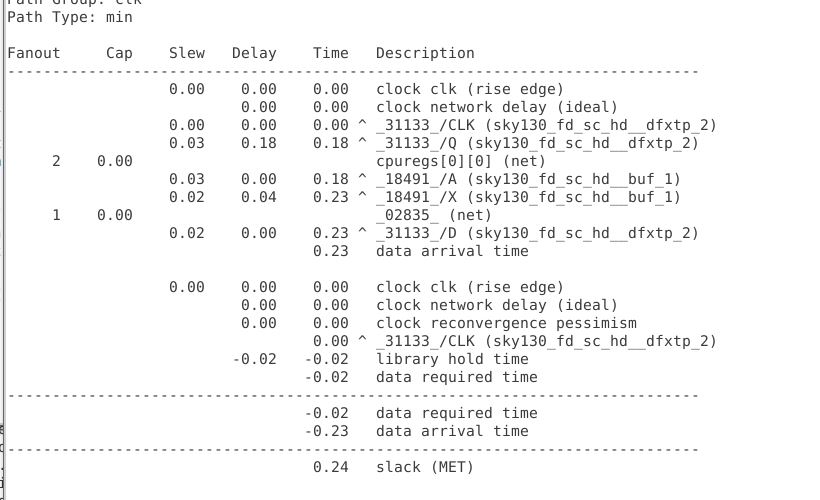 Path Group: clk
Path Type: min
Fanout Cap Slew Delay Time Description
-----------------------------------------------------------------------------
0.00 0.00 0.00 clock clk (rise edge)
0.00 0.00 clock network delay (ideal)
0.00 0.00 0.00 ^ _31133_/CLK (sky130_fd_sc_hd__dfxtp_2)
0.03 0.18 0.18 ^ _31133_/Q (sky130_fd_sc_hd__dfxtp_2)
2 0.00 cpuregs[0][0] (net)
0.03 0.00 0.18 ^ _18491_/A (sky130_fd_sc_hd__buf_1)
0.02 0.04 0.23 ^ _18491_/X (sky130_fd_sc_hd__buf_1)
1 0.00 _02835_ (net)
0.02 0.00 0.23 ^ _31133_/D (sky130_fd_sc_hd__dfxtp_2)
0.23 data arrival time
0.00 0.00 0.00 clock clk (rise edge)
0.00 0.00 clock network delay (ideal)
0.00 0.00 clock reconvergence pessimism
0.00 ^ _31133_/CLK (sky130_fd_sc_hd__dfxtp_2)
-0.02 -0.02 library hold time
-0.02 data required time
-----------------------------------------------------------------------------
-0.02 data required time
-0.23 data arrival time
-----------------------------------------------------------------------------
0.24 slack (MET)